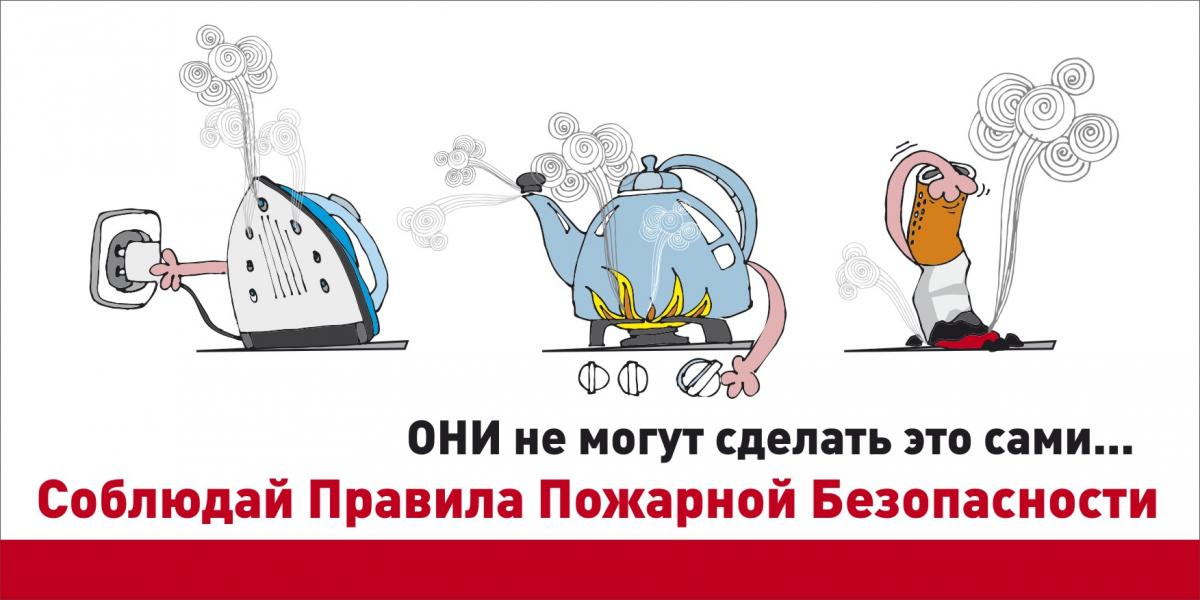 ОНИ не могут сделать это сами...
Соблюдай Правила Пожарной Безопасности